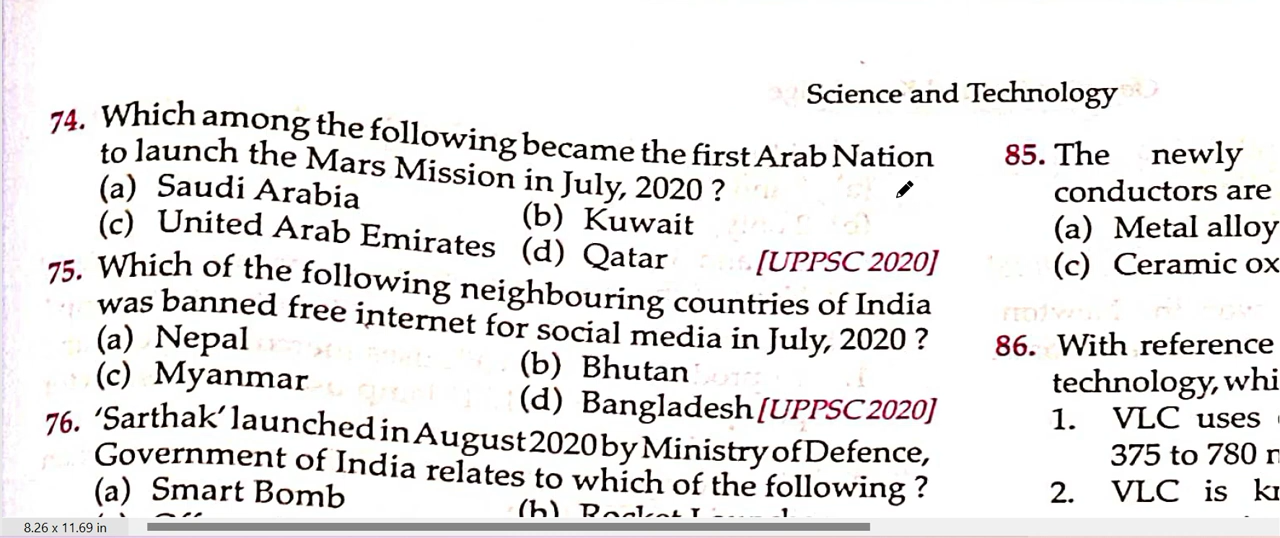 Science and Technology
74. Which among the following became the first Arab Nation
to launch the Mars Mission in July, 2020 ?
(a) Saudi Arabia
(b) Kuwait
(c) United Arab Emirates
(d) Qatar
[UPPSC 2020]
75. Which of the following neighbouring countries of India
was banned free internet for social media in July, 2020 ?
(a) Nepal
(b) Bhutan
(c) Myanmar
(d) Bangladesh [UPPSC 2020]
76. 'Sarthak' launched in August 2020 by Ministry of Defence,
Government of India relates to which of the following ?
(a) Smart Bomb
(b) Rocket
85. The newly
conductors are
(a) Metal alloy
(c) Ceramic ox
86. With reference
technology, whi
1. VLC uses
375 to 780
2. VLC is
8.26 x 11.69 in